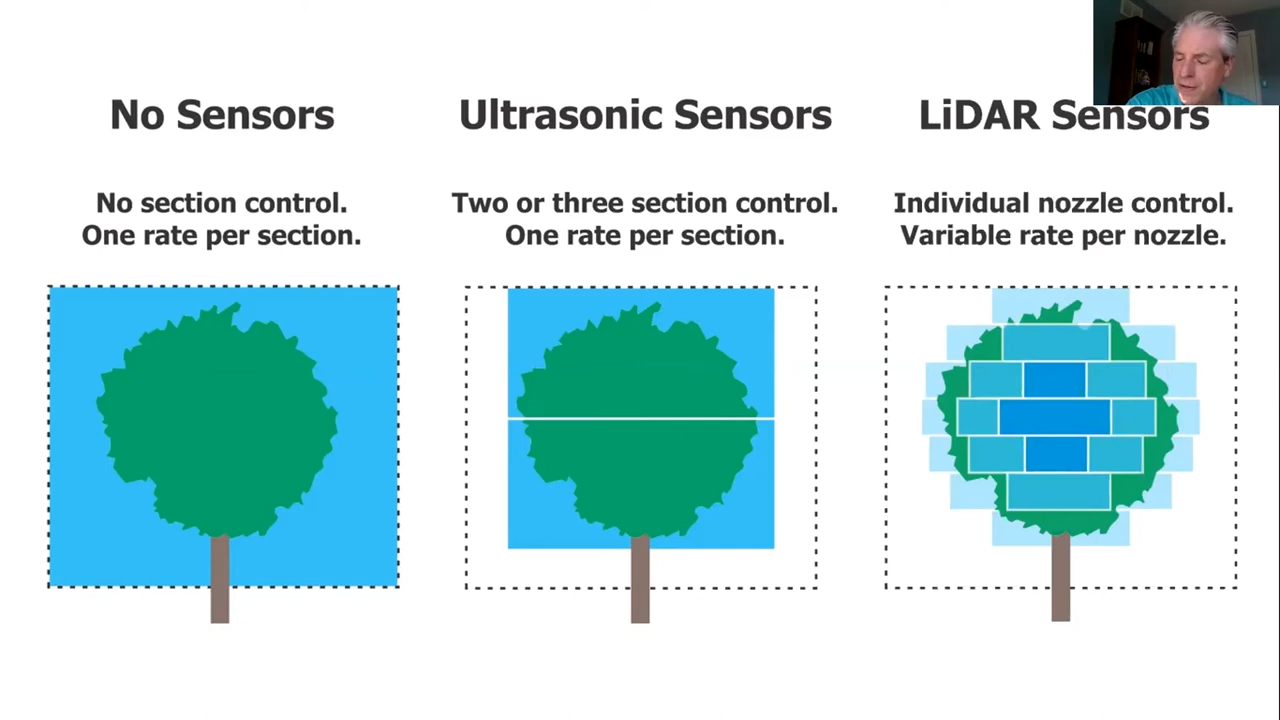 No Sensors
No section control.
One rate per section.
Ultrasonic Sensors
Two or three section control.
One rate per section.
LiDAR Sensors
Individual nozzle control.
Variable rate per nozzle.